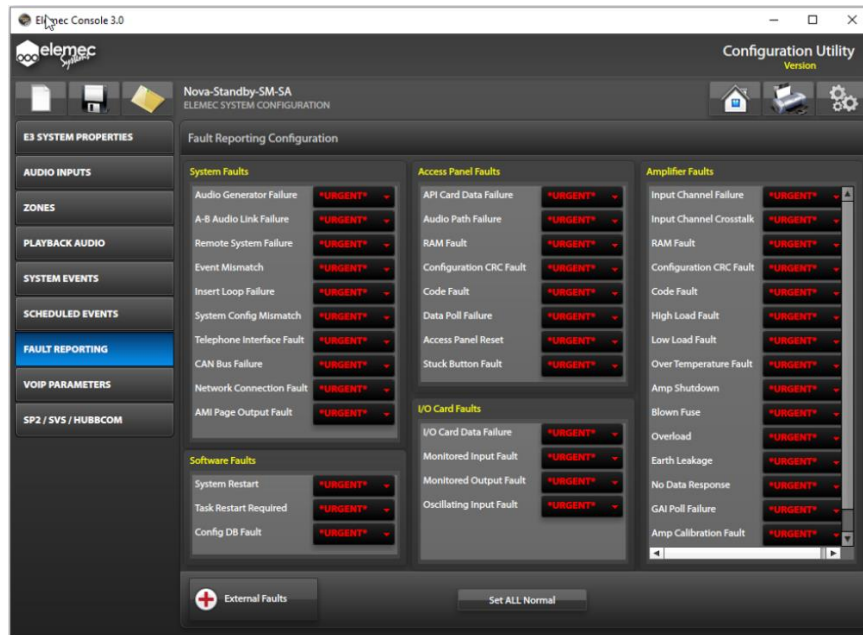 Elemec Console 3.0
elemec
Systems
Configuration Utility
Version
Nova-Standby-SM-SA
ELEMEC SYSTEM CONFIGURATION
E3 SYSTEM PROPERTIES
AUDIO INPUTS
ZONES
PLAYBACK AUDIO
SYSTEM EVENTS
SCHEDULED EVENTS
FAULT REPORTING
VOIP PARAMETERS
SP2 / SVS / HUBBCOM
Fault Reporting Configuration
System Faults
Audio Generator Failure *URGENT*
A-B Audio Link Failure *URGENT*
Remote System Failure *URGENT*
Event Mismatch *URGENT*
Insert Loop Failure *URGENT*
System Config Mismatch *URGENT*
Telephone Interface Fault *URGENT*
CAN Bus Failure *URGENT*
Network Connection Fault *URGENT*
AMI Page Output Fault *URGENT*
Software Faults
System Restart *URGENT*
Task Restart Required *URGENT*
Config DB Fault *URGENT*
Access Panel Faults
API Card Data Failure *URGENT*
Audio Path Failure *URGENT*
RAM Fault *URGENT*
Configuration CRC Fault *URGENT*
Code Fault *URGENT*
Data Poll Failure *URGENT*
Access Panel Reset *URGENT*
Stuck Button Fault *URGENT*
I/O Card Faults
I/O Card Data Failure *URGENT*
Monitored Input Fault *URGENT*
Monitored Output Fault *URGENT*
Oscillating Input Fault *URGENT*
Amplifier Faults
Input Channel Failure *URGENT*
Input Channel Crosstalk *URGENT*
RAM Fault *URGENT*
Configuration CRC Fault *URGENT*
Code Fault *URGENT*
High Load Fault *URGENT*
Low Load Fault *URGENT*
Over Temperature Fault *URGENT*
Amp Shutdown *URGENT*
Blown Fuse *URGENT*
Overload *URGENT*
Earth Leakage *URGENT*
No Data Response *URGENT*
GAI Poll Failure *URGENT*
Amp Calibration Fault *URGENT*
External Faults
Set ALL Normal